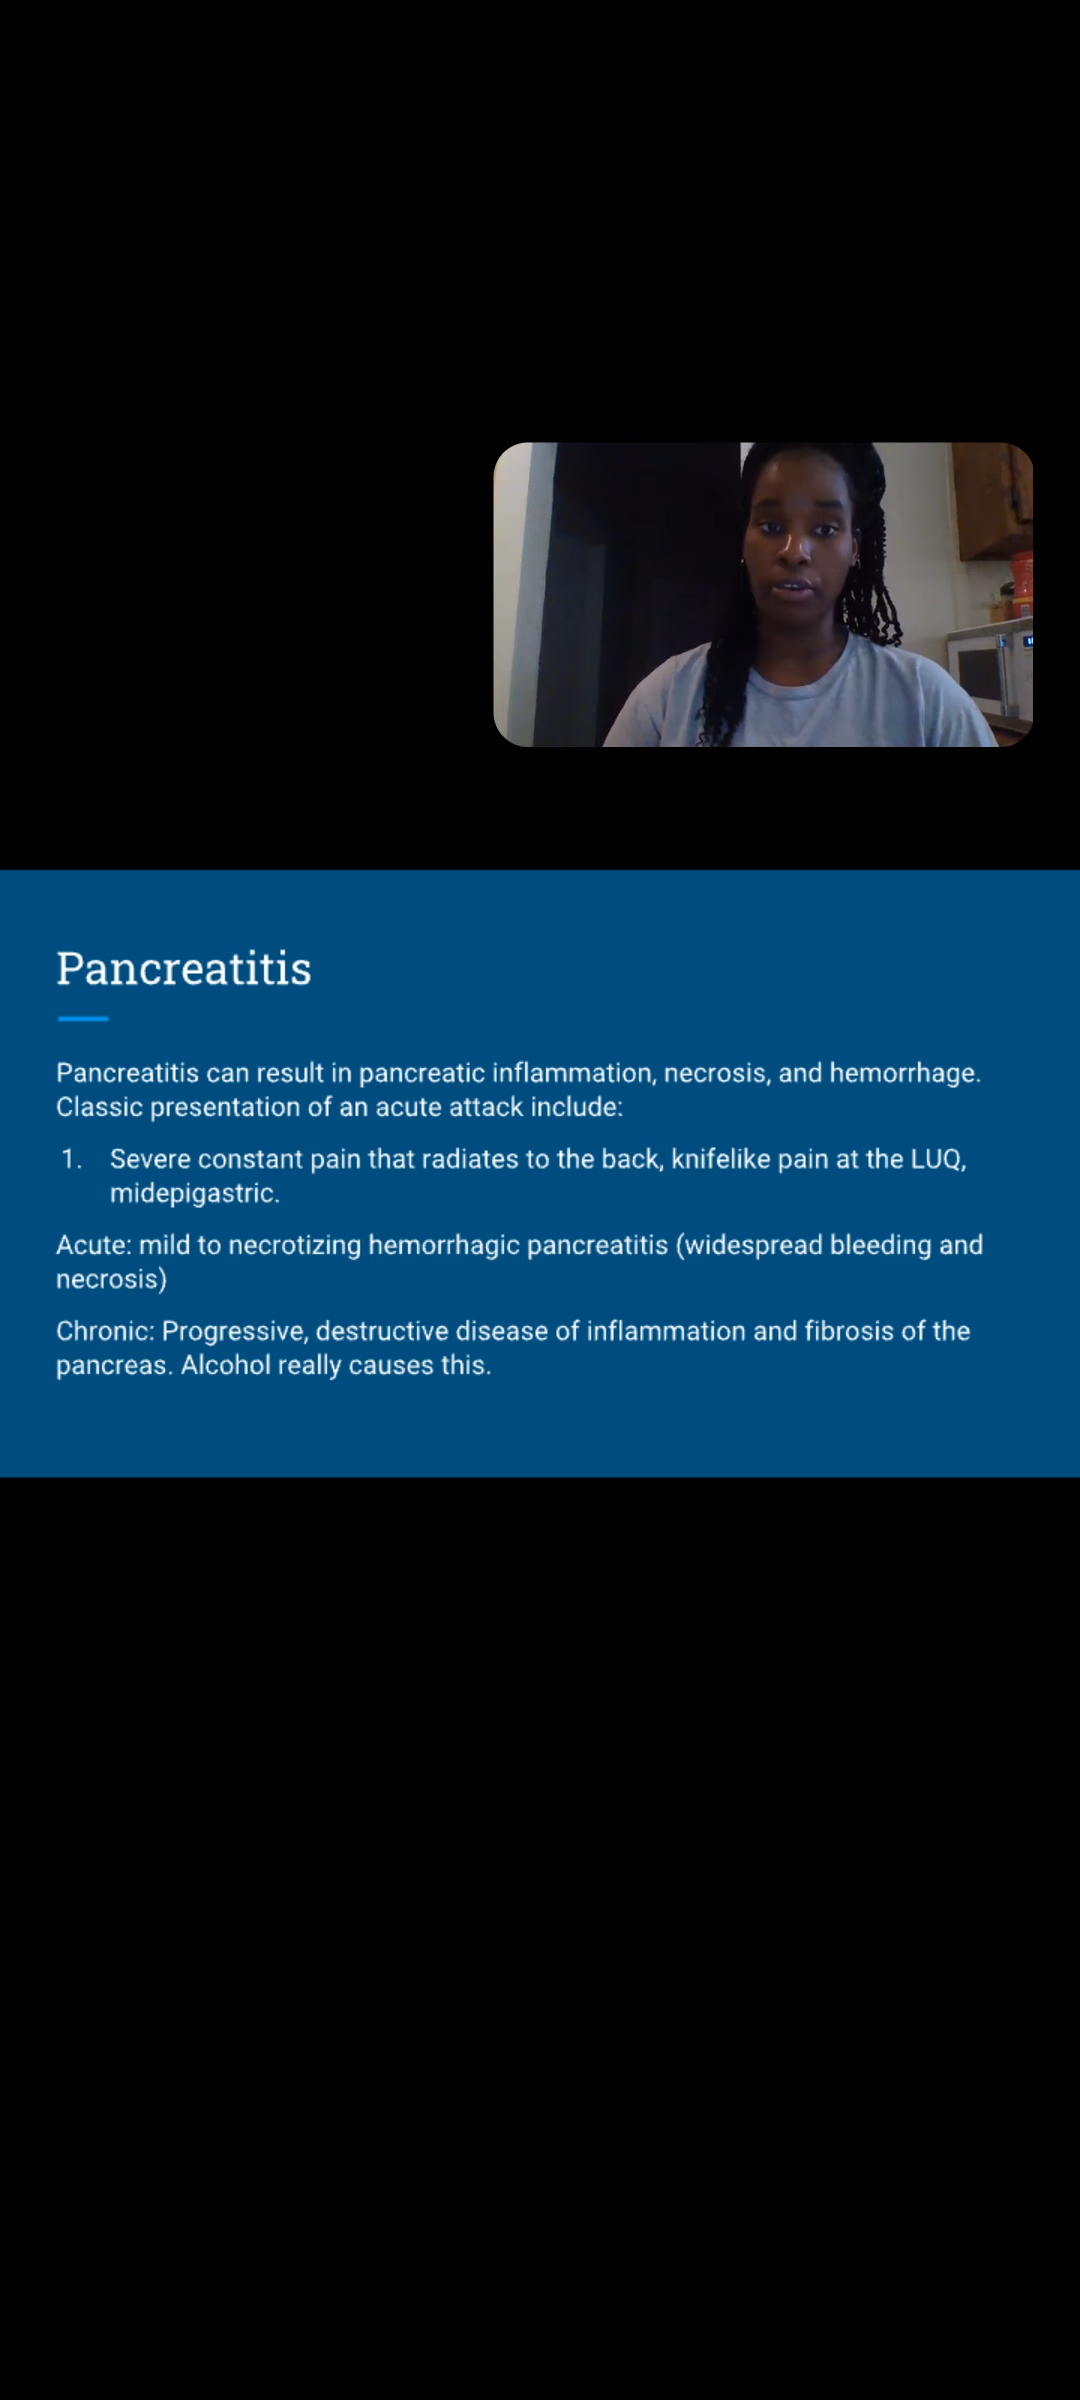 Pancreatitis
Pancreatitis can result in pancreatic inflammation, necrosis, and hemorrhage.
Classic presentation of an acute attack include:
1. Severe constant pain that radiates to the back, knifelike pain at the LUQ,
midepigastric.
Acute: mild to necrotizing hemorrhagic pancreatitis (widespread bleeding and
necrosis)
Chronic: Progressive, destructive disease of inflammation and fibrosis of the
pancreas. Alcohol really causes this.